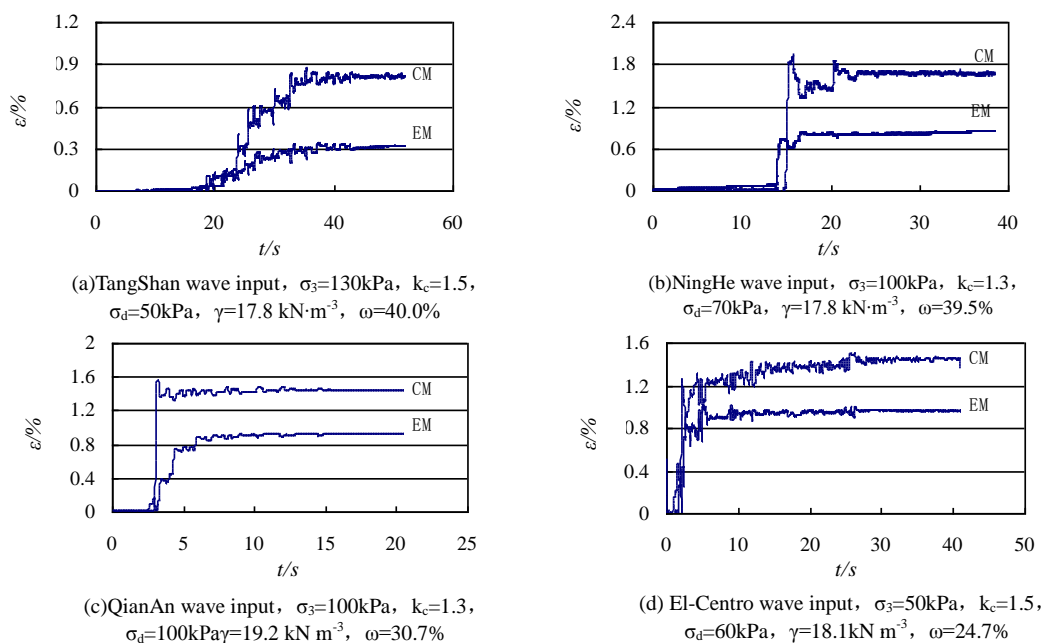 1.2
0.9
0.6
0.3
0
ε/%
CM
EM
0 20 40 60
t/s
(a)TangShan wave input，σ₃=130kPa，k_c=1.5，
σ_d=50kPa，γ=17.8 kN·m⁻³，ω=40.0%
2.4
1.8
1.2
0.6
0
ε/%
CM
EM
0 10 20 30 40
t/s
(b)NingHe wave input，σ₃=100kPa，k_c=1.3，
σ_d=70kPa，γ=17.8 kN·m⁻³，ω=39.5%
2
1.6
1.2
0.8
0.4
0
ε/%
CM
EM
0 5 10 15 20 25
t/s
(c)QianAn wave input，σ₃=100kPa，k_c=1.3，
σ_d=100kPaγ=19.2 kN m⁻³，ω=30.7%
1.6
1.2
0.8
0.4
0
ε/%
CM
EM
0 10 20 30 40 50
t/s
(d) El-Centro wave input，σ₃=50kPa，k_c=1.5，
σ_d=60kPa，γ=18.1kN m⁻³，ω=24.7%